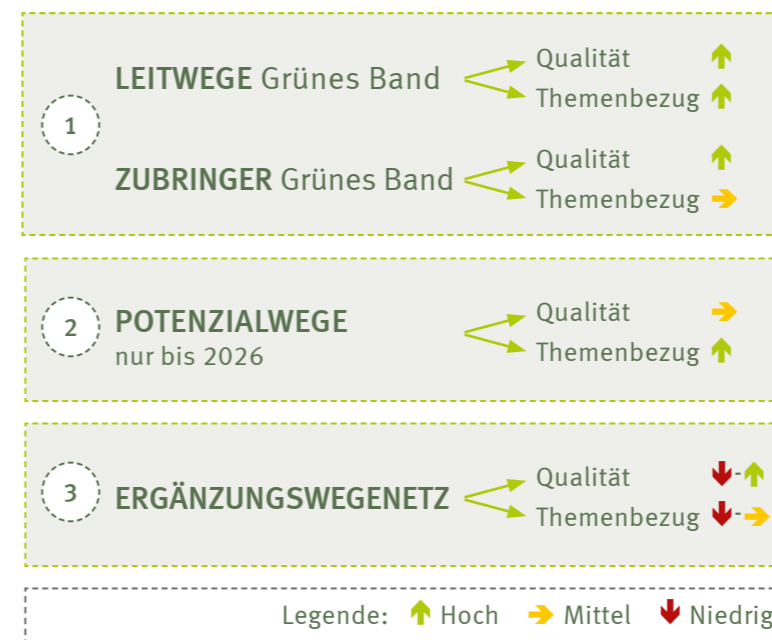 1
LEITWEGE Grünes Band
Qualität
Themenbezug
ZUBRINGER Grünes Band
Qualität
Themenbezug
2
POTENZIALWEGE
nur bis 2026
Qualität
Themenbezug
3
ERGÄNZUNGSWEGENETZ
Qualität
-
Themenbezug
-
Legende: Hoch Mittel Niedrig